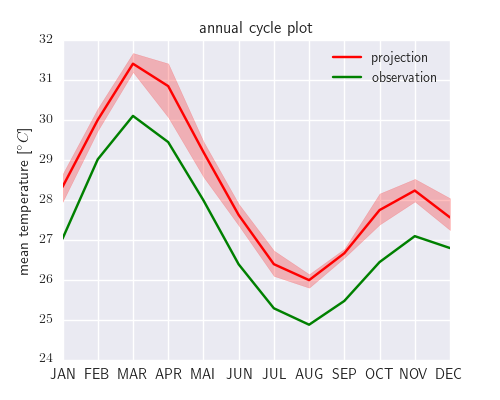 annual cycle plot
projection
observation
mean temperature [°C]
32
31
30
29
28
27
26
25
24
JAN FEB MAR APR MAI JUN JUL AUG SEP OCT NOV DEC